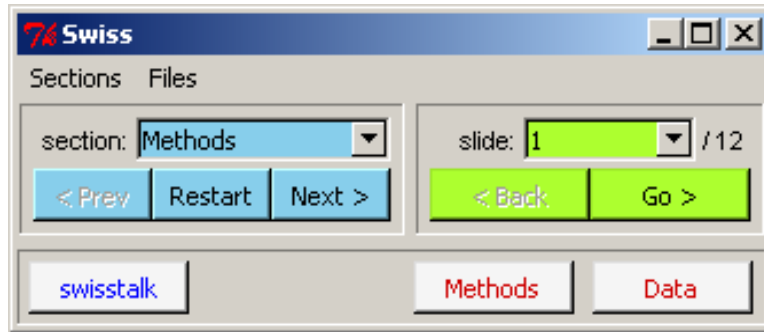 Swiss
Sections Files
section: Methods slide: 1 / 12
< Prev Restart Next > < Back Go >
swisstalk Methods Data